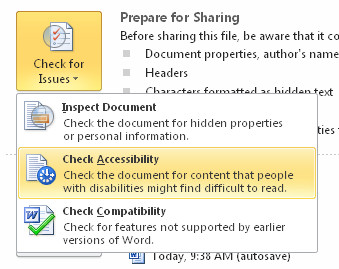 Prepare for Sharing
Before sharing this file, be aware that it co
Document properties, author's name
Headers
Characters formatted as hidden text
Check for
Issues
Inspect Document
Check the document for hidden properties
or personal information.
Check Accessibility
Check the document for content that people
with disabilities might find difficult to read.
Check Compatibility
Check for features not supported by earlier
versions of Word.
Today, 9:38 AM (autosave)